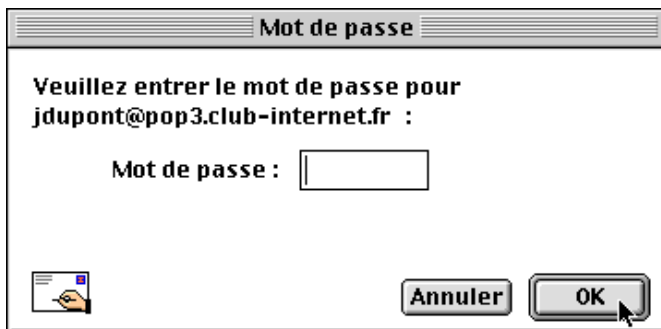 Mot de passe
Veuillez entrer le mot de passe pour
jdupont@pop3.club-internet.fr :
Mot de passe :
Annuler
OK